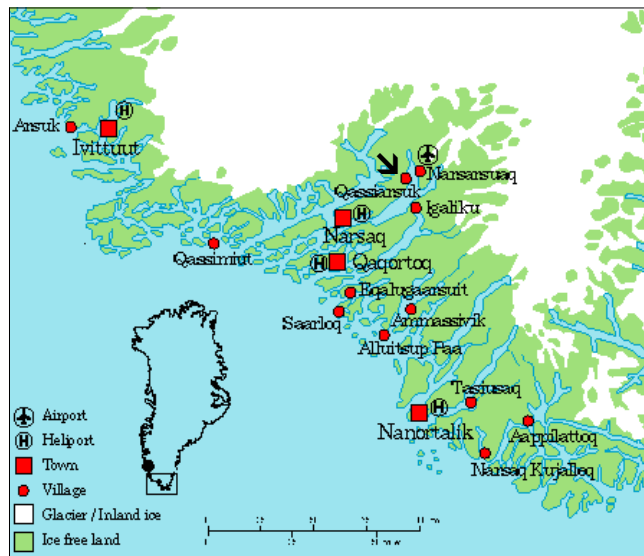 H
Arsuk
Ivittuut
Narsarsuaq
Qassiarsuk
Igaliku
H
Narsaq
Qassimiut
H
Qaqortoq
Eqalugaarsuit
Saarloq
Ammassivik
Alluitsup Paa
Tasiusaq
H
Nanortalik
Aappilattoq
Narsaq Kujalleq
Airport
H Heliport
Town
Village
Glacier / Inland ice
Ice free land